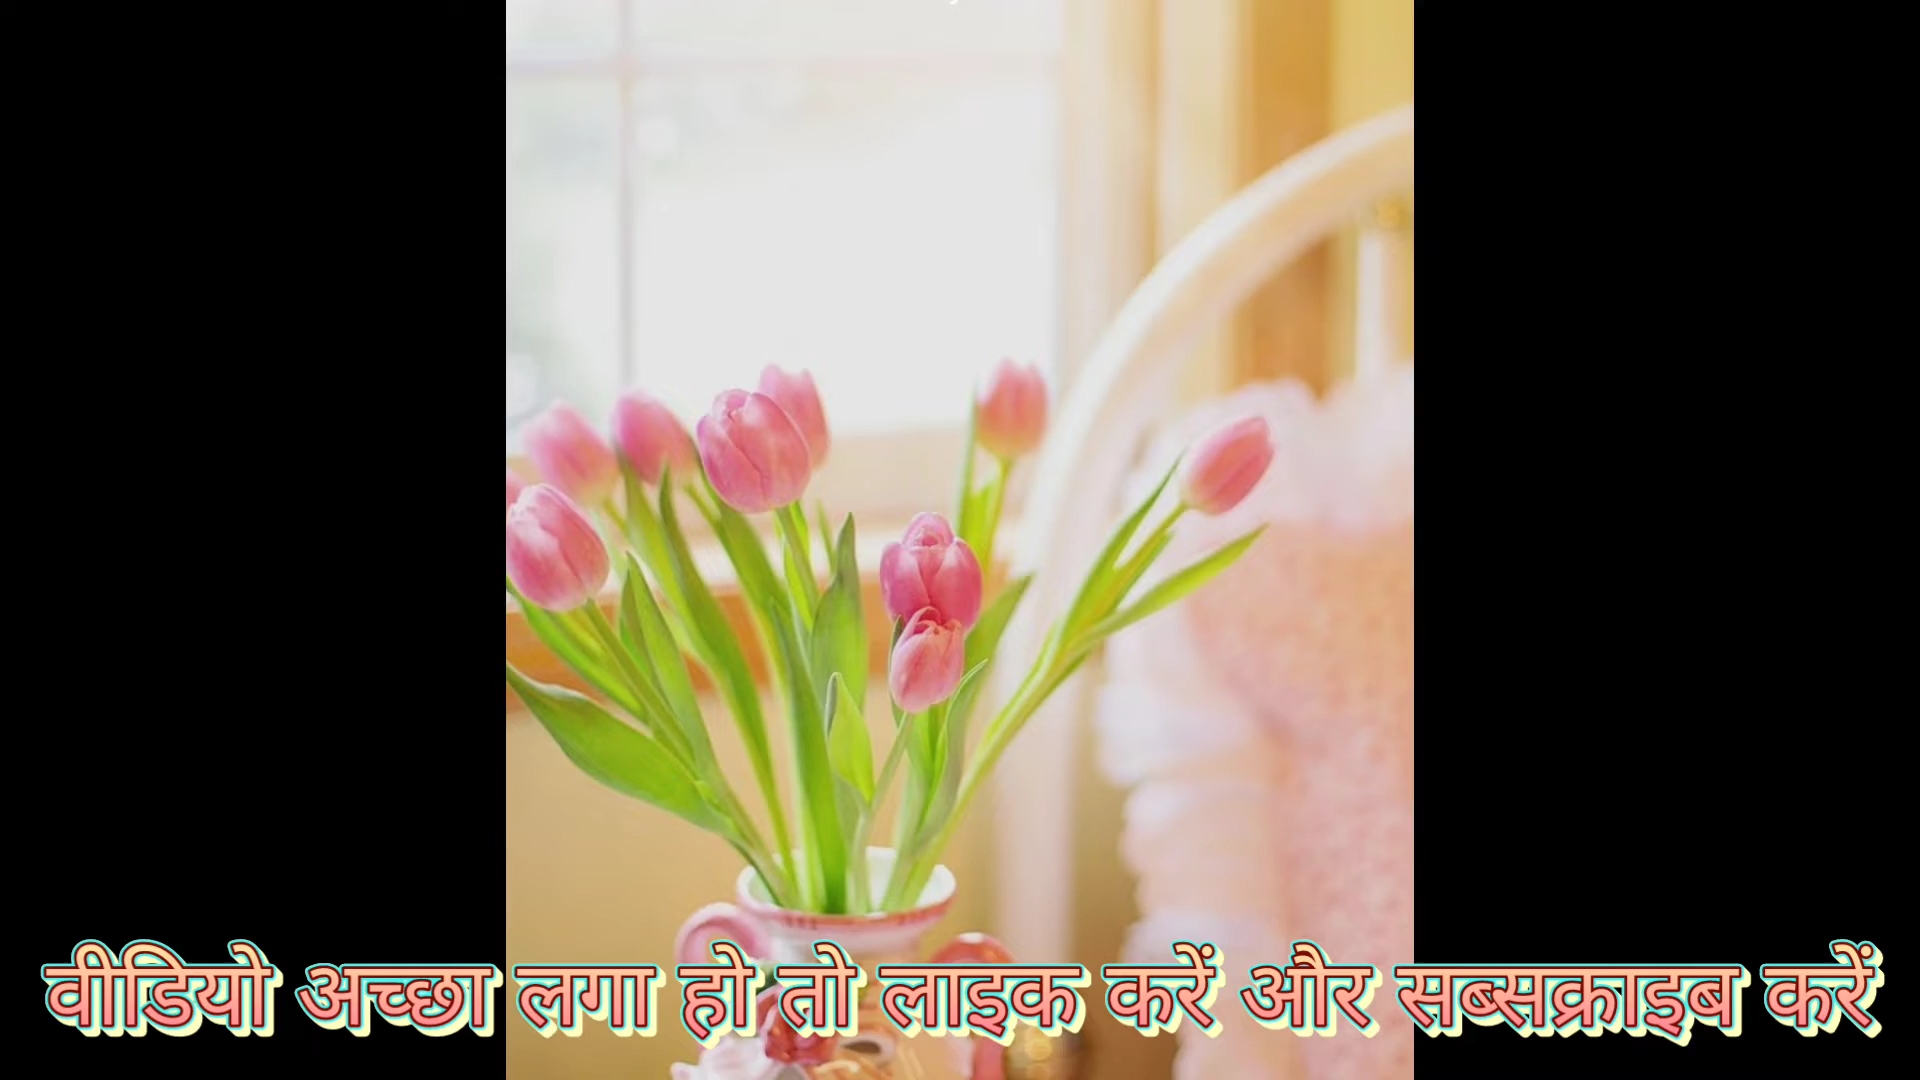 वीडियो अच्छा लगा हो तो लाइक करें और सब्सक्राइब करें